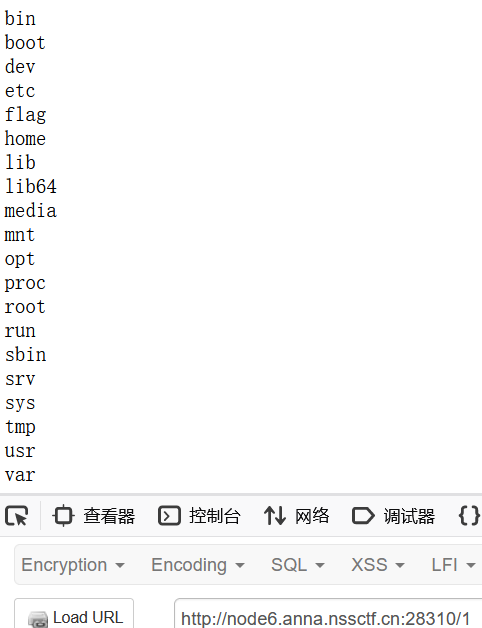 bin
boot
dev
etc
flag
home
lib
lib64
media
mnt
opt
proc
root
run
sbin
srv
sys
tmp
usr
var
查看器 控制台 网络 调试器 {}
Encryption Encoding SQL XSS LFI
Load URL http://node6.anna.nssctf.cn:28310/1